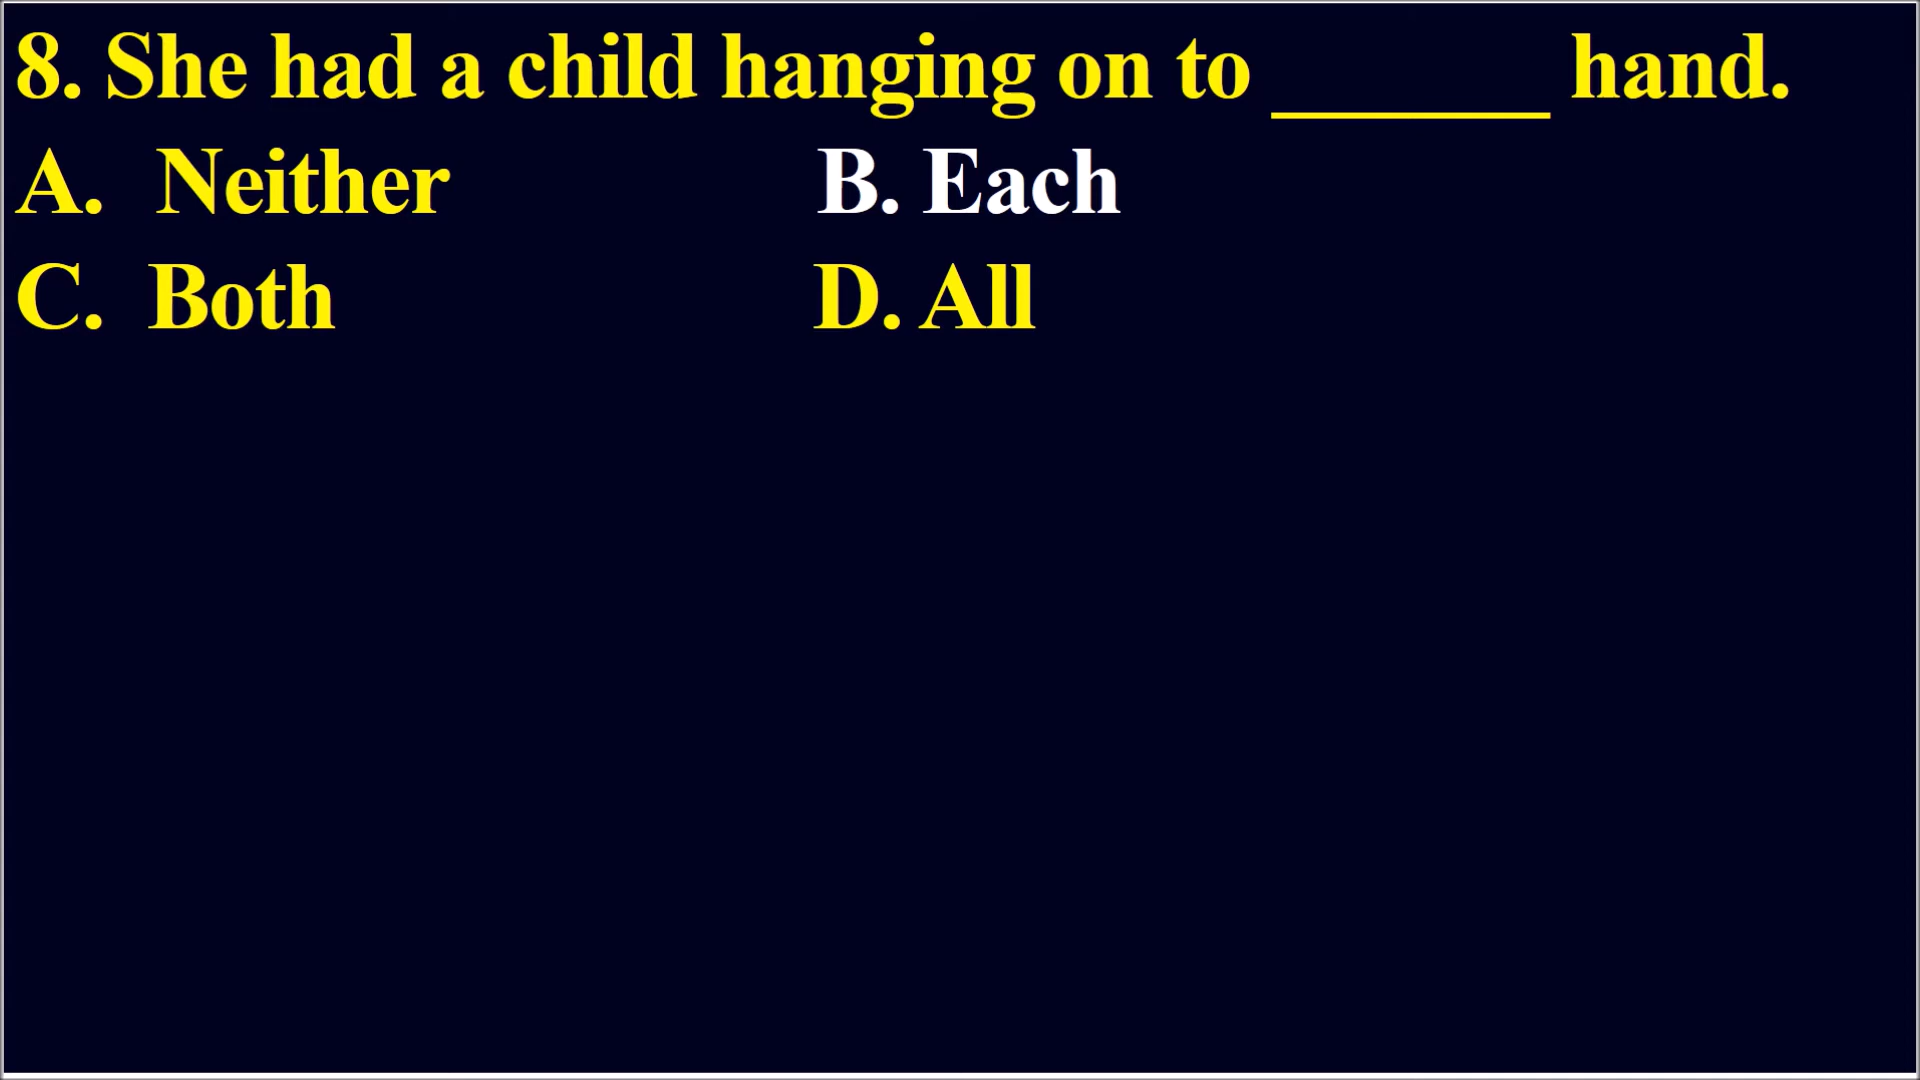 8. She had a child hanging on to ______ hand.
A. Neither B. Each
C. Both D. All